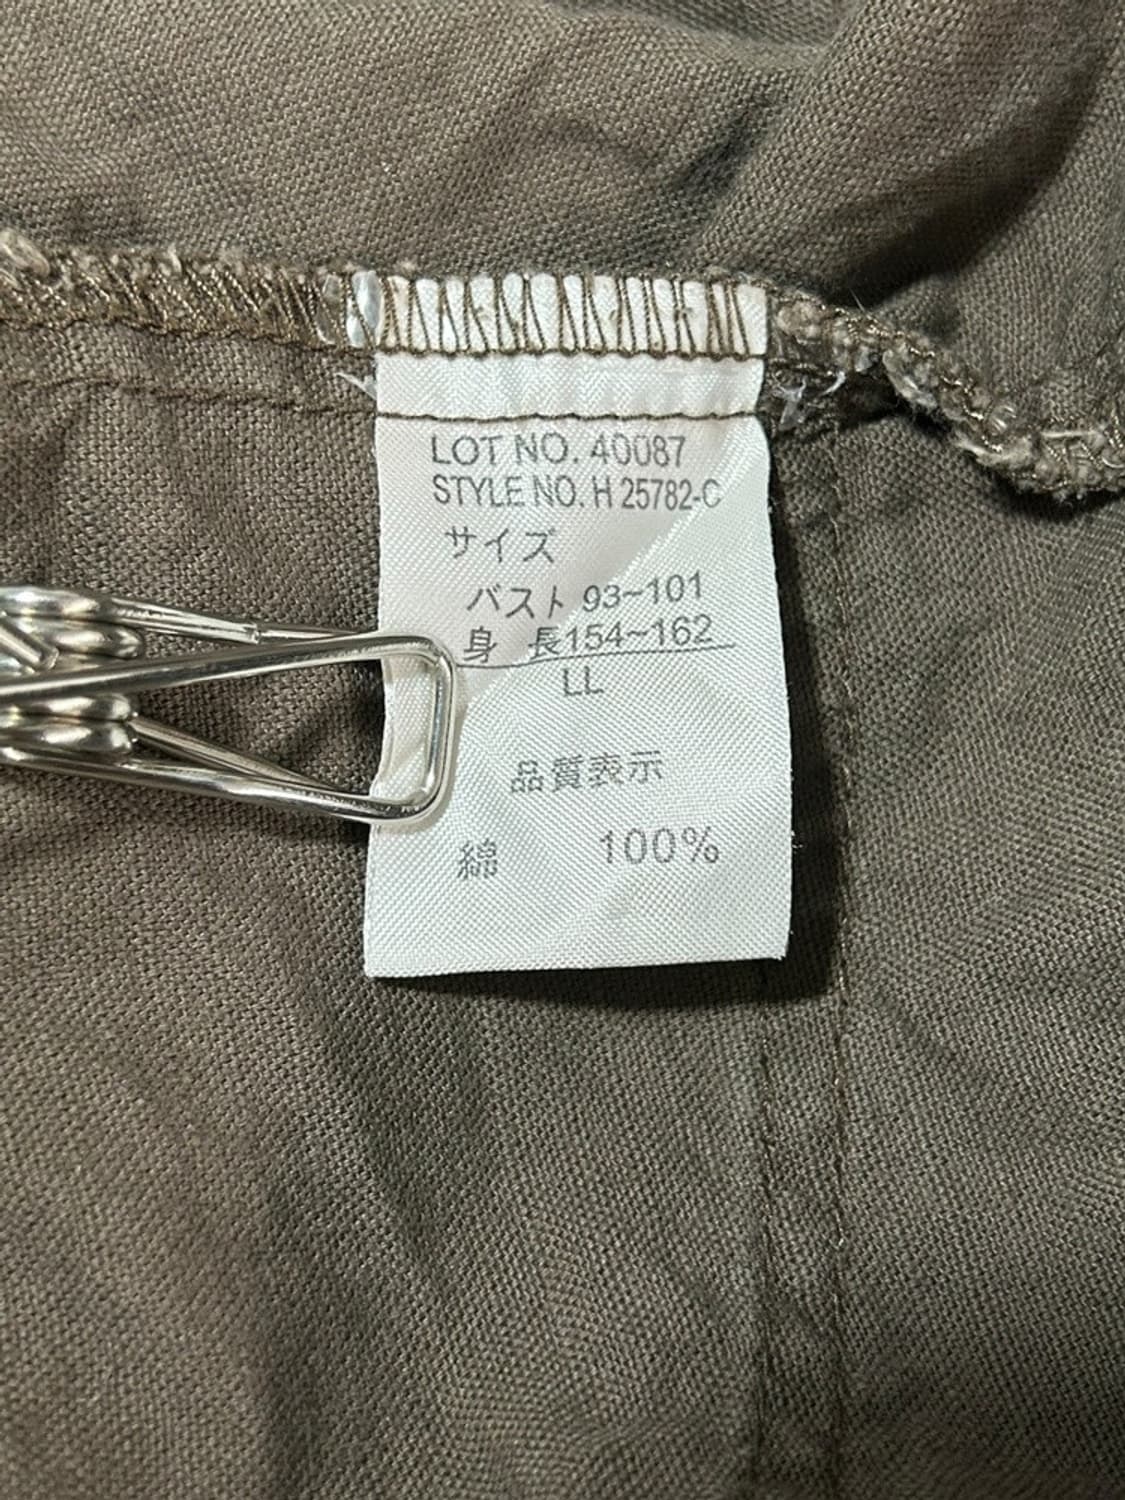 LOT NO. 40087
STYLE NO. H 25782-C
サイズ
バスト 93~101
身 長154~162
LL
品質表示
綿 100%